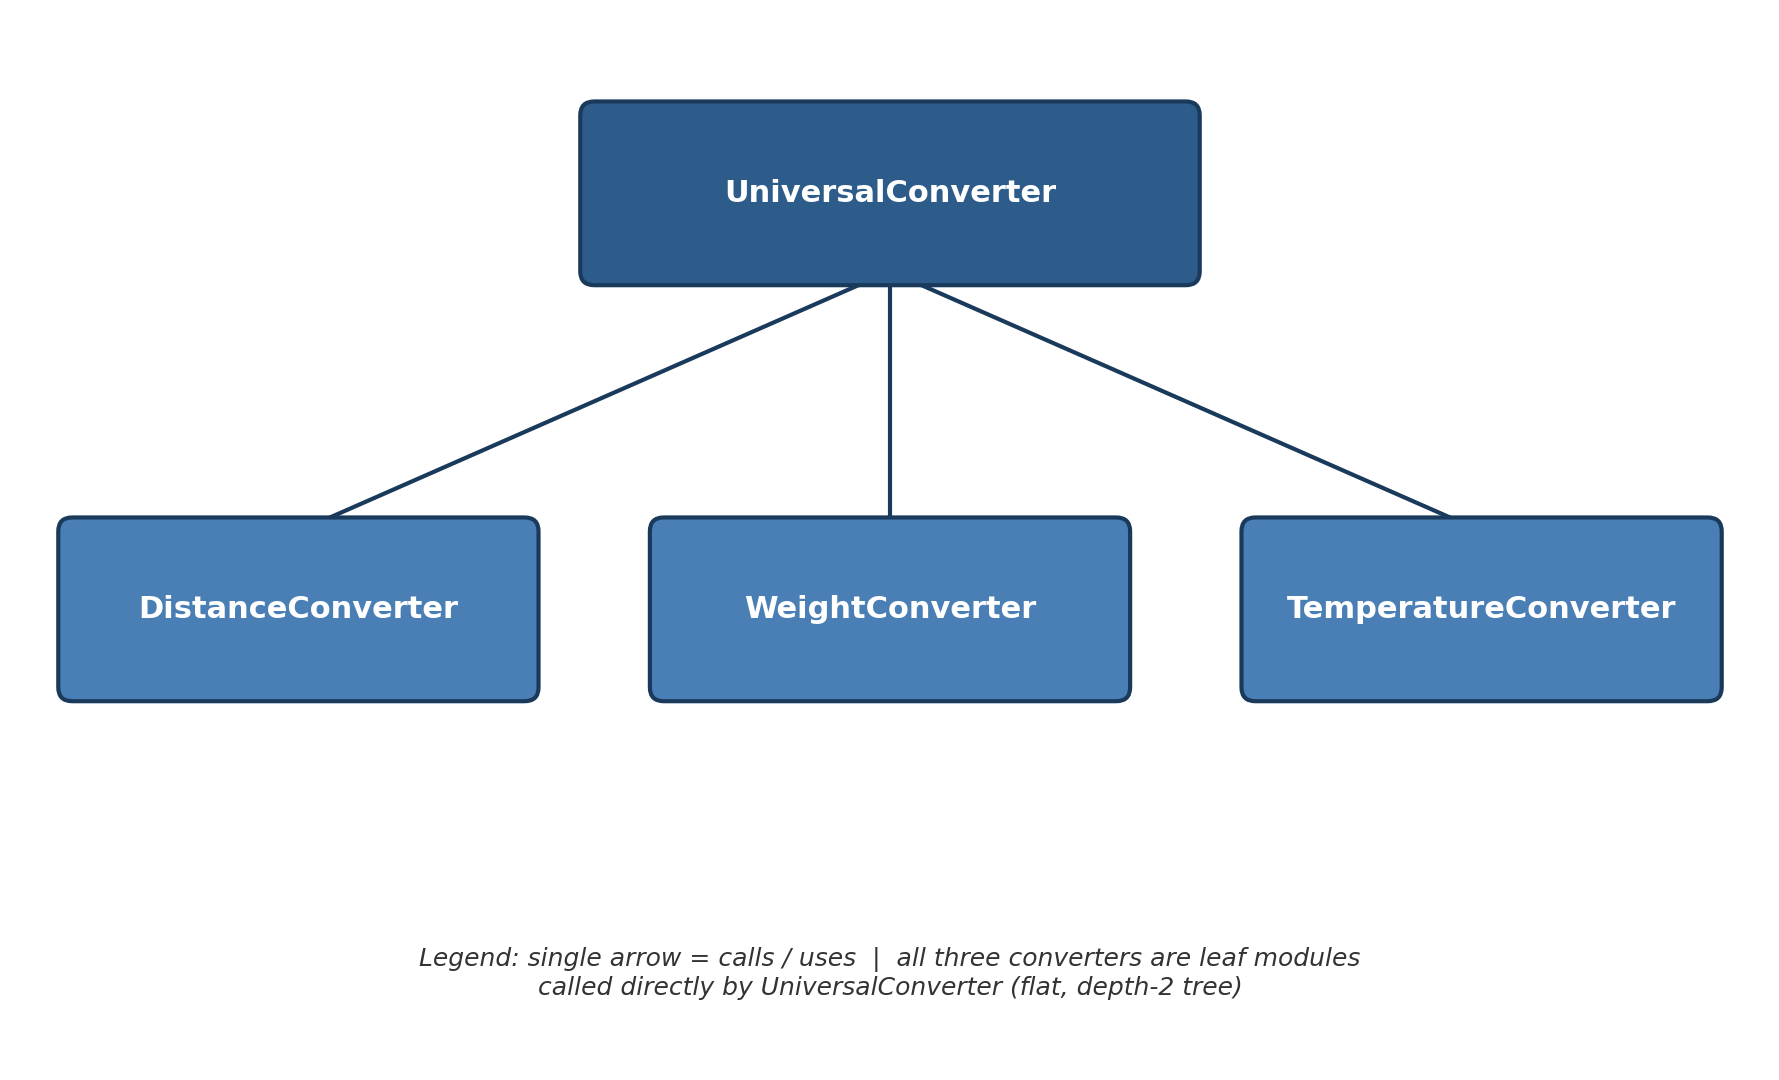 UniversalConverter
DistanceConverter
WeightConverter
TemperatureConverter
Legend: single arrow = calls / uses | all three converters are leaf modules
called directly by UniversalConverter (flat, depth-2 tree)